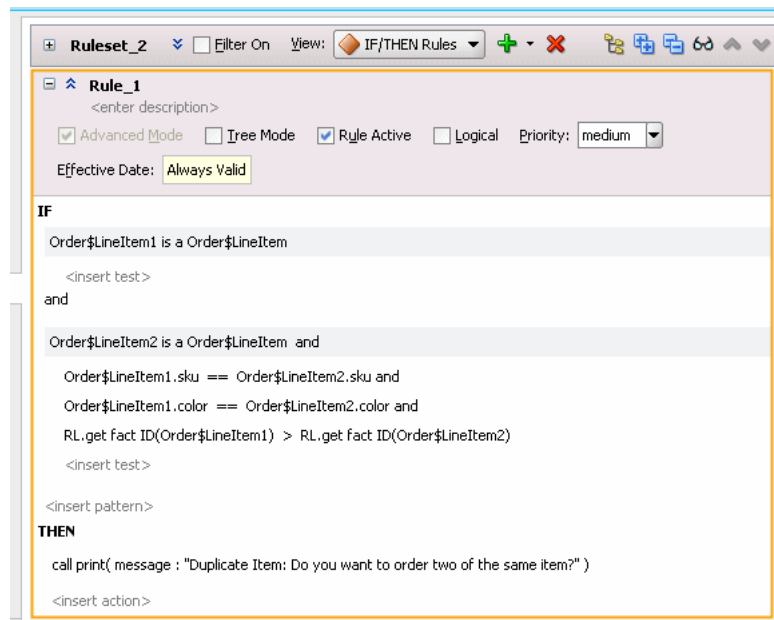 Ruleset_2 Filter On View: IF/THEN Rules
Rule_1
<enter description>
Advanced Mode Tree Mode Rule Active Logical Priority: medium
Effective Date: Always Valid
IF
Order$LineItem1 is a Order$LineItem
<insert test>
and
Order$LineItem2 is a Order$LineItem and
Order$LineItem1.sku == Order$LineItem2.sku and
Order$LineItem1.color == Order$LineItem2.color and
RL.get fact ID(Order$LineItem1) > RL.get fact ID(Order$LineItem2)
<insert test>
<insert pattern>
THEN
call print( message : "Duplicate Item: Do you want to order two of the same item?" )
<insert action>